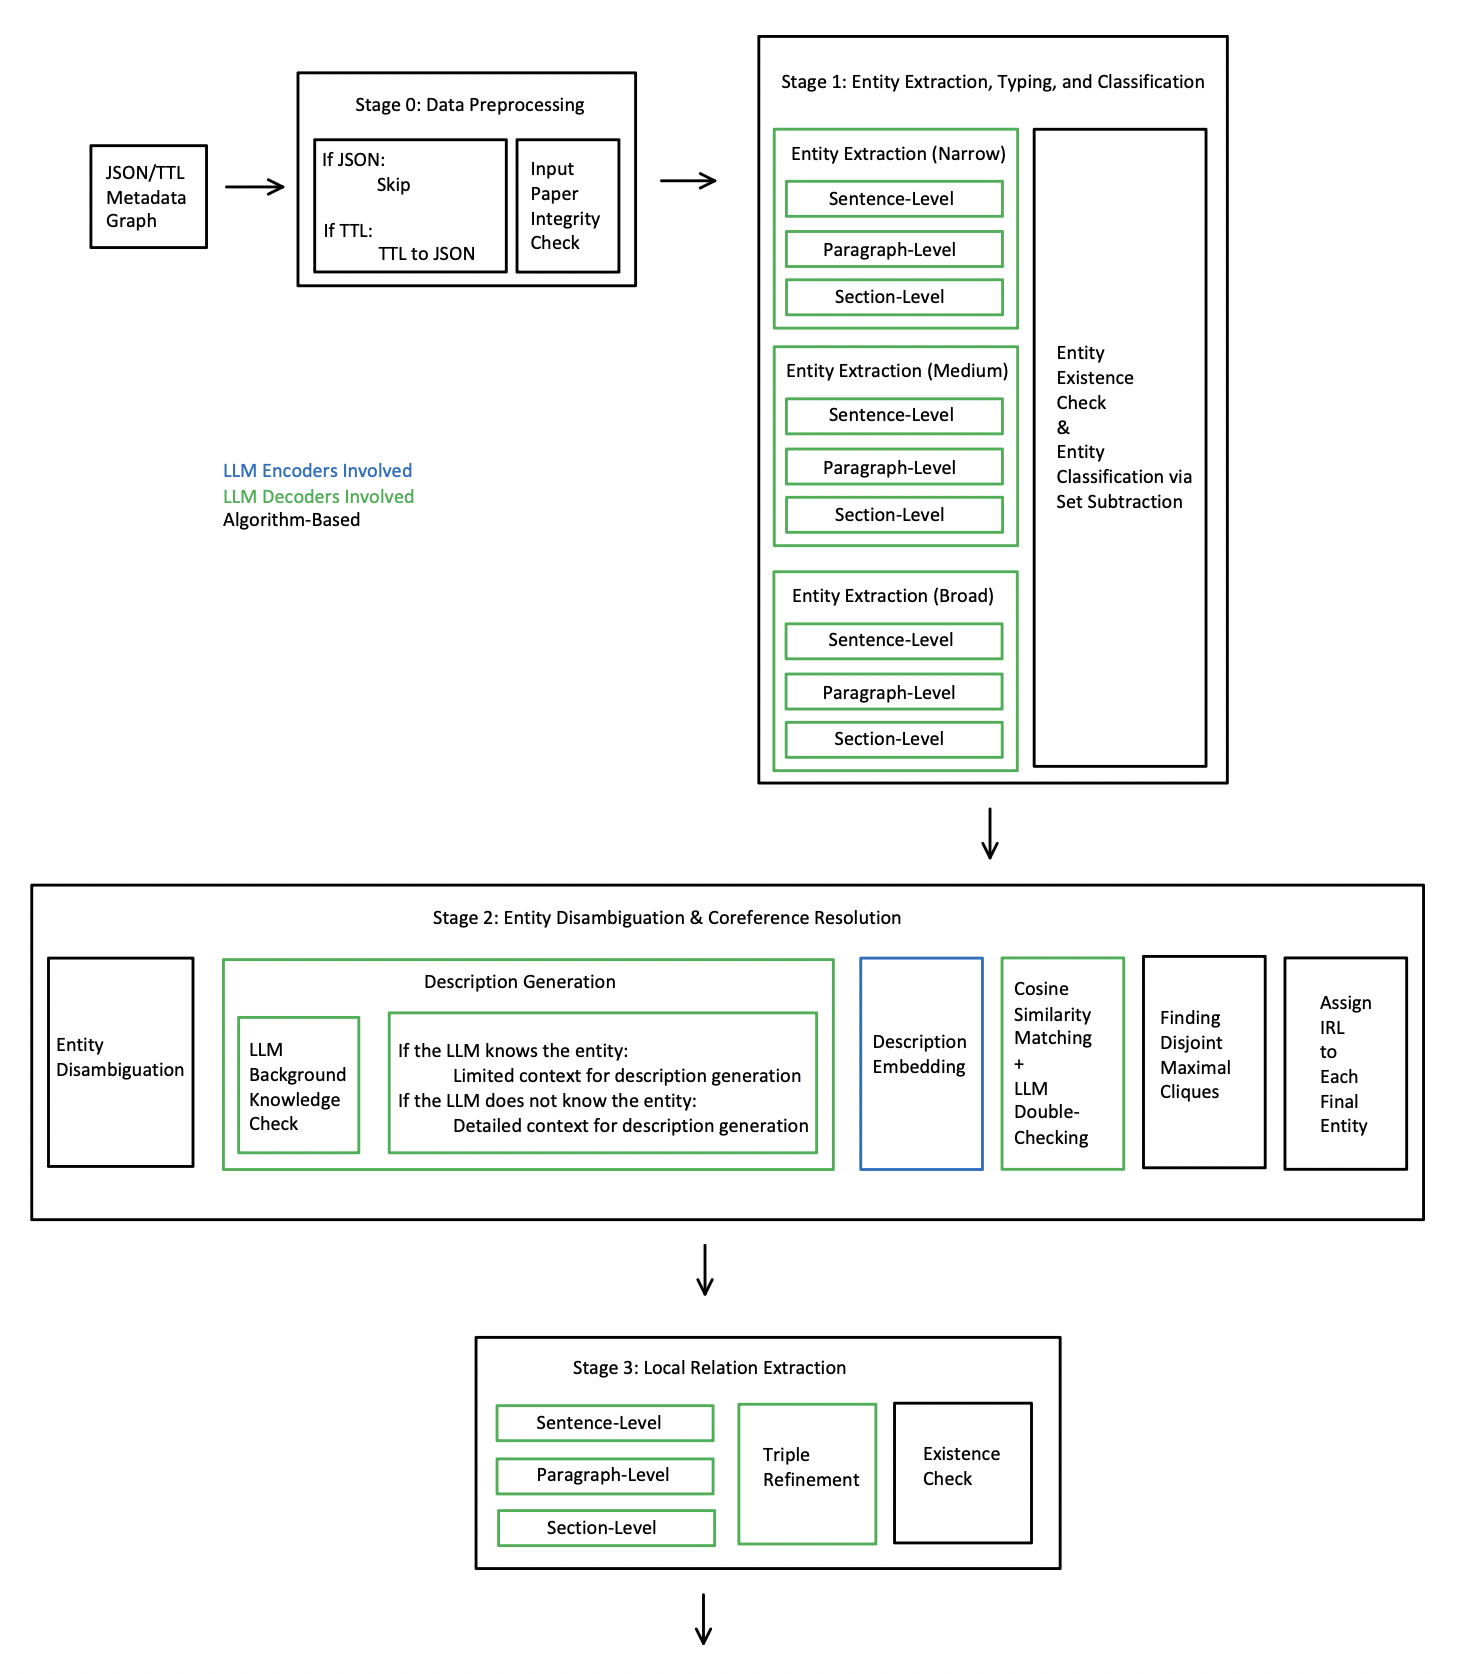 JSON/TTL
Metadata
Graph
Stage 0: Data Preprocessing
If JSON:
Skip
If TTL:
TTL to JSON
Input
Paper
Integrity
Check
Stage 1: Entity Extraction, Typing, and Classification
Entity Extraction (Narrow)
Sentence-Level
Paragraph-Level
Section-Level
Entity Extraction (Medium)
Sentence-Level
Paragraph-Level
Section-Level
Entity Extraction (Broad)
Sentence-Level
Paragraph-Level
Section-Level
Entity
Existence
Check
&
Entity
Classification via
Set Subtraction
LLM Encoders Involved
LLM Decoders Involved
Algorithm-Based
Stage 2: Entity Disambiguation & Coreference Resolution
Entity
Disambiguation
Description Generation
LLM
Background
Knowledge
Check
If the LLM knows the entity:
Limited context for description generation
If the LLM does not know the entity:
Detailed context for description generation
Description
Embedding
Cosine
Similarity
Matching
+
LLM
Double-
Checking
Finding
Disjoint
Maximal
Cliques
Assign
IRL
to
Each
Final
Entity
Stage 3: Local Relation Extraction
Sentence-Level
Paragraph-Level
Section-Level
Triple
Refinement
Existence
Check